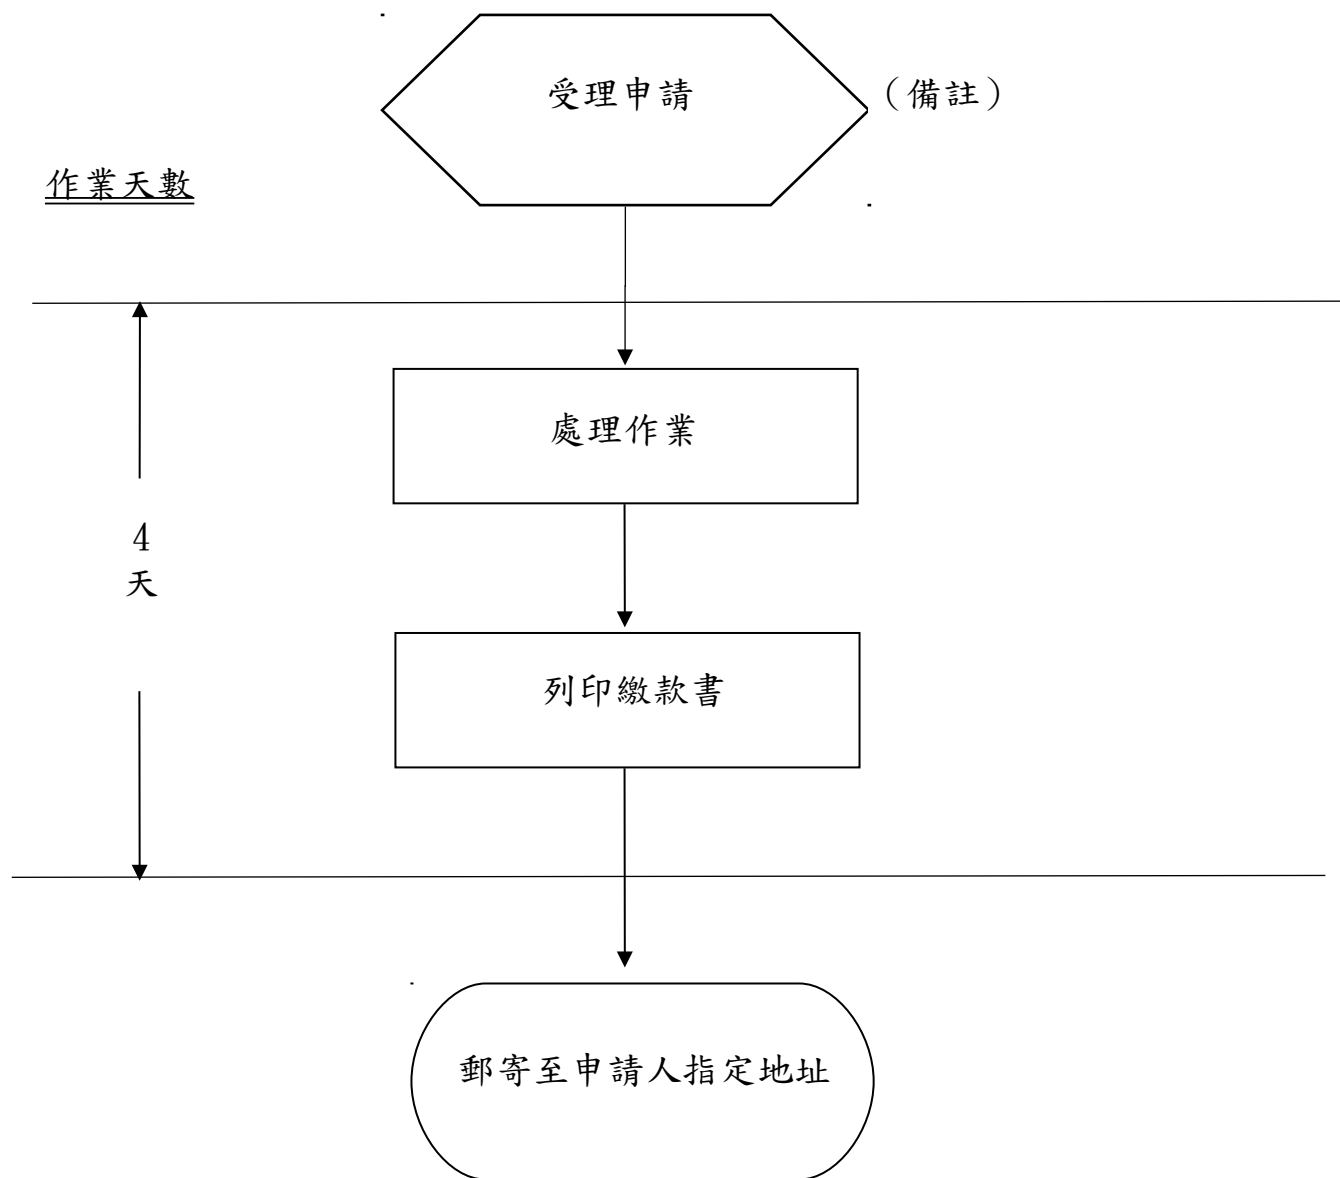 受理申請
（備註）
作業天數
處理作業
4
天
列印繳款書
郵寄至申請人指定地址